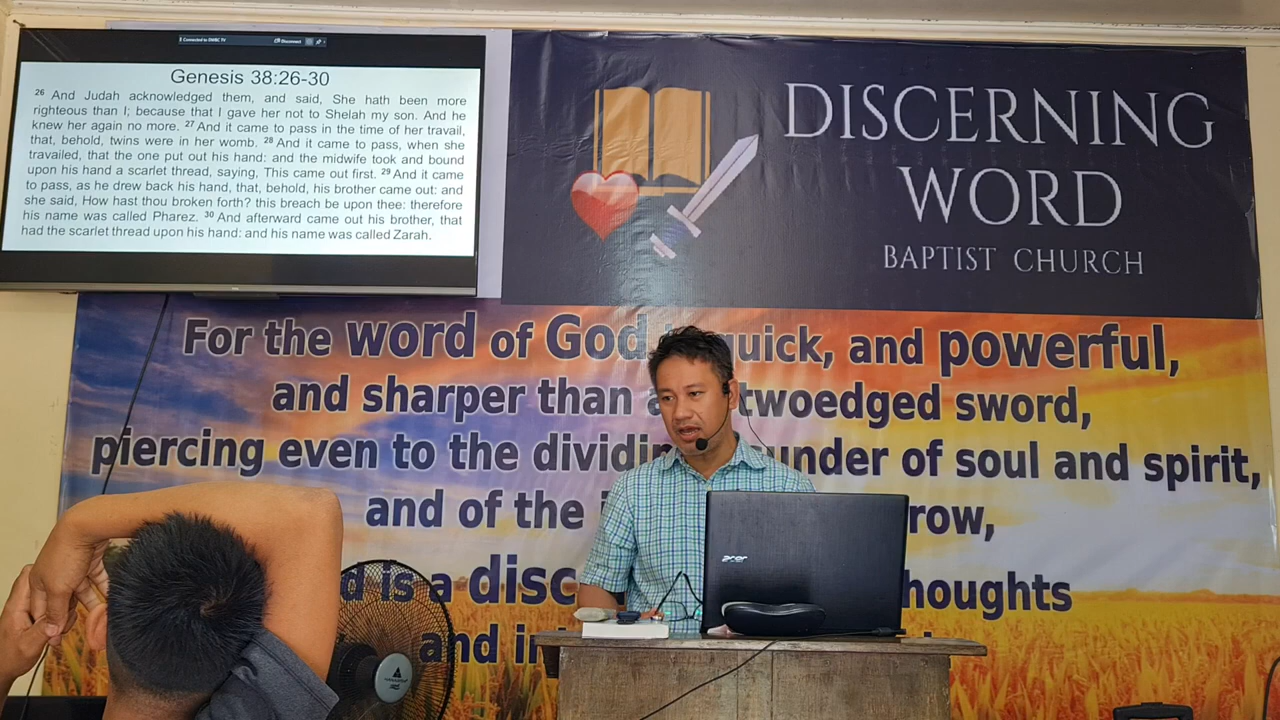 Connected to DWBC TV Disconnect
Genesis 38:26-30
26 And Judah acknowledged them, and said, She hath been more
righteous than I; because that I gave her not to Shelah my son. And he
knew her again no more. 27 And it came to pass in the time of her travail,
that, behold, twins were in her womb. 28 And it came to pass, when she
travailed, that the one put out his hand: and the midwife took and bound
upon his hand a scarlet thread, saying, This came out first. 29 And it came
to pass, as he drew back his hand, that, behold, his brother came out: and
she said, How hast thou broken forth? this breach be upon thee: therefore
his name was called Pharez. 30 And afterward came out his brother, that
had the scarlet thread upon his hand: and his name was called Zarah.
DISCERNING
WORD
BAPTIST CHURCH
For the word of God quick, and powerful,
and sharper than twoedged sword,
piercing even to the dividing under of soul and spirit,
and of the row,
d is a disc houghts
and in
acer